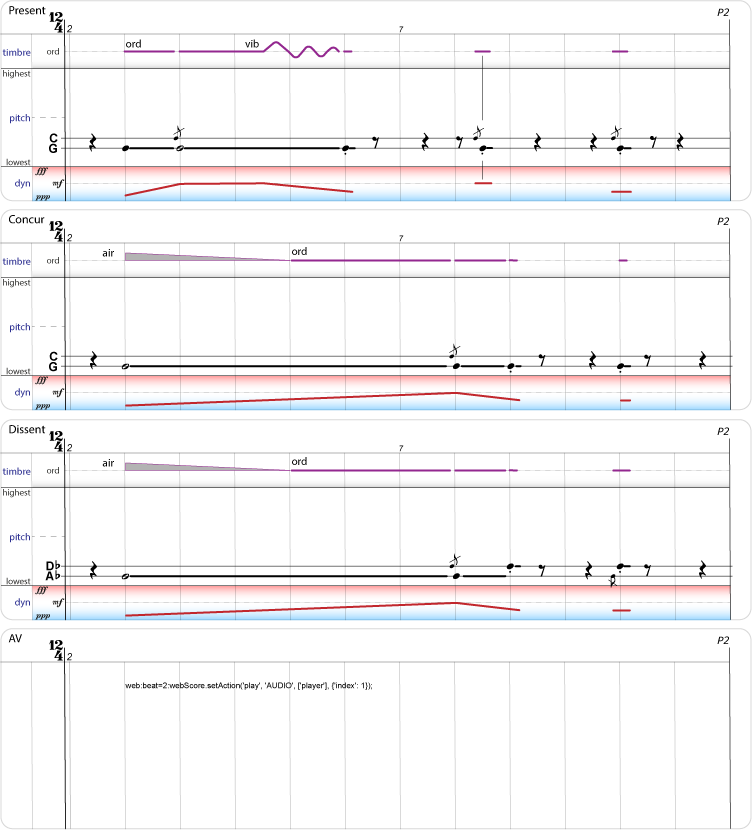 Present
12
4
2
7
P2
timbre ord ord vib
highest
pitch
C
G
lowest
fff
dyn mf
ppp
Concur
12
4
2
7
P2
timbre ord air ord
highest
pitch
C
G
lowest
fff
dyn mf
ppp
Dissent
12
4
2
7
P2
timbre ord air ord
highest
pitch
D♭
A♭
lowest
fff
dyn mf
ppp
AV
12
4
2
P2
web:beat=2:webScore.setAction('play', 'AUDIO', ['player'], {'index': 1});